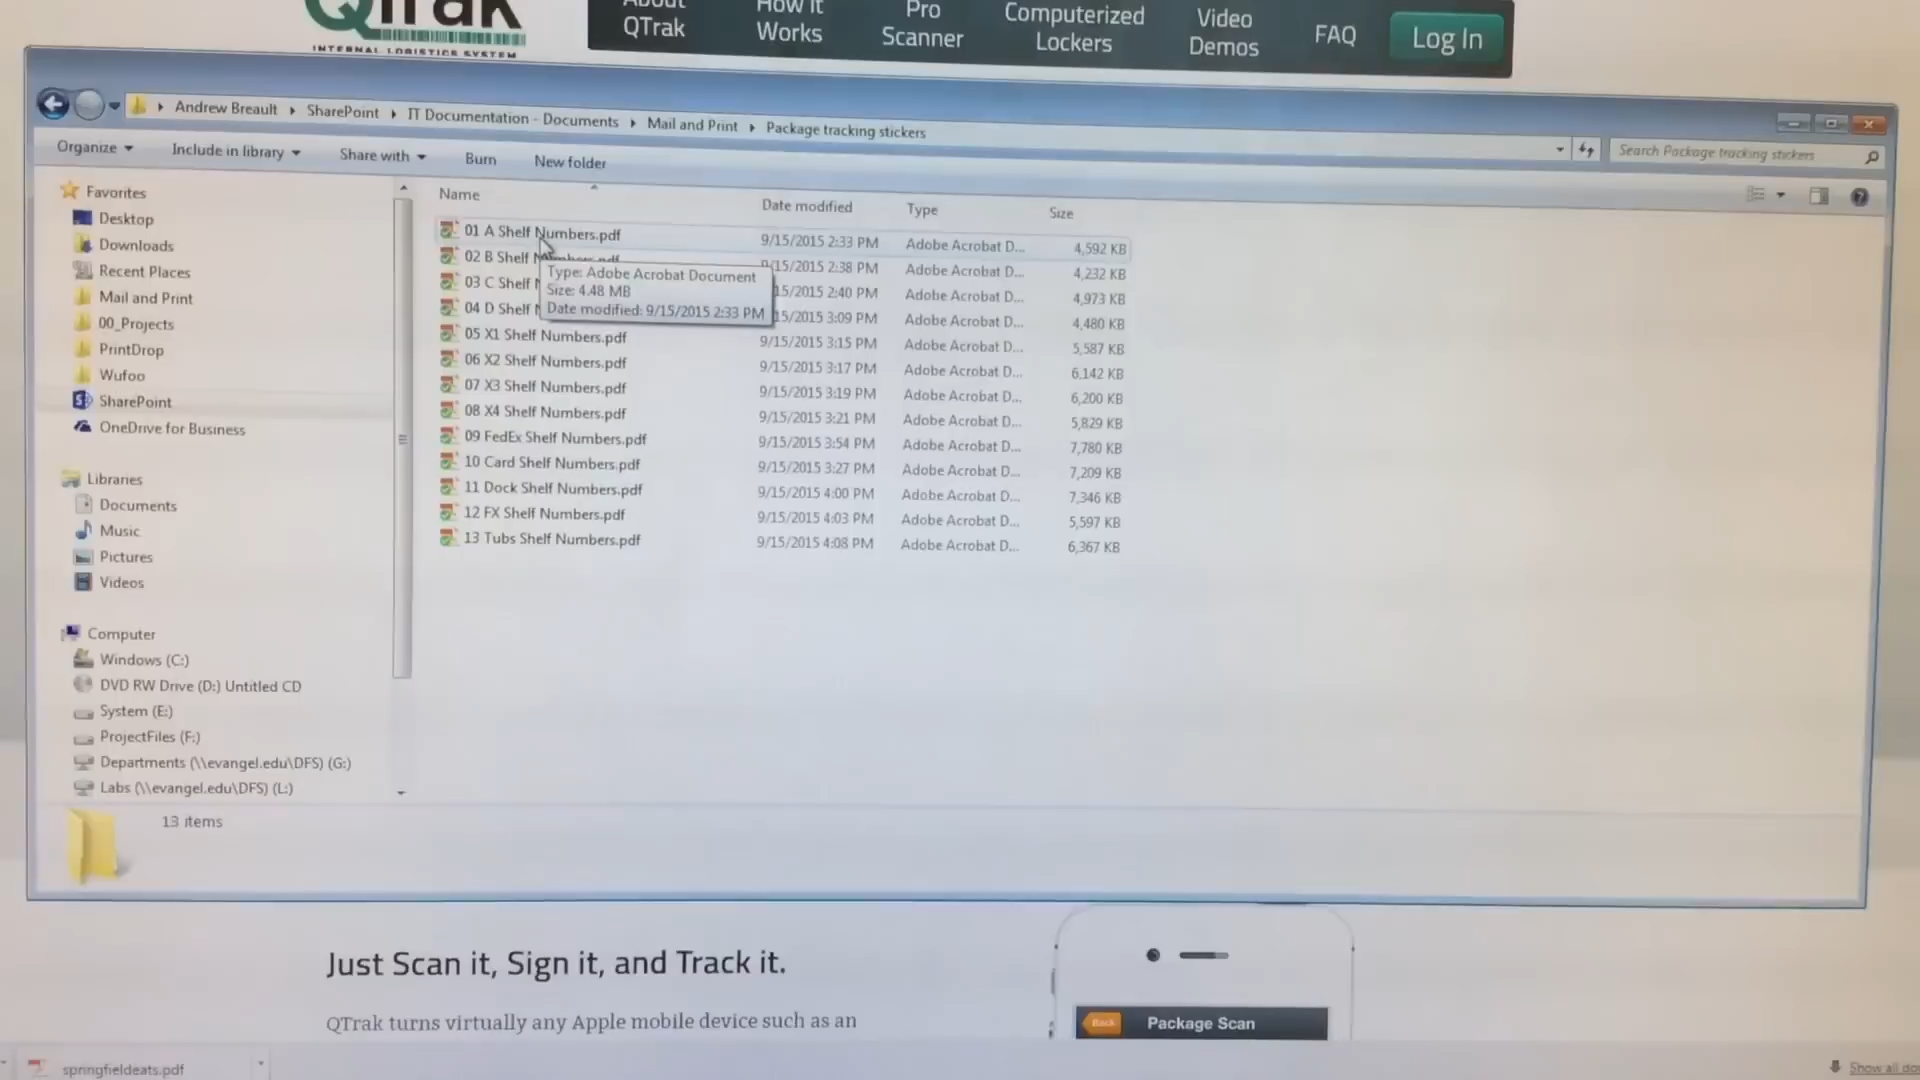 QTrak
INTERNAL LOGISTICS SYSTEM
About
QTrak
How it
Works
Pro
Scanner
Computerized
Lockers
Video
Demos
FAQ
Log In
Andrew Breault
SharePoint
IT Documentation - Documents
Mail and Print
Package tracking stickers
Search Package tracking stickers
Organize
Include in library
Share with
Burn
New folder
Favorites
Desktop
Downloads
Recent Places
Mail and Print
00_Projects
PrintDrop
Wufoo
SharePoint
OneDrive for Business
Libraries
Documents
Music
Pictures
Videos
Computer
Windows (C:)
DVD RW Drive (D:) Untitled CD
System (E:)
ProjectFiles (F:)
Departments (\\evangel.edu\DFS) (G:)
Labs (\\evangel.edu\DFS) (L:)
Name Date modified Type Size
01 A Shelf Numbers.pdf 9/15/2015 2:33 PM Adobe Acrobat D... 4,592 KB
02 B Shelf Numbers.pdf 9/15/2015 2:38 PM Adobe Acrobat D... 4,232 KB
03 C Shelf 15/2015 2:40 PM Adobe Acrobat D... 4,973 KB
04 D Shelf 15/2015 3:09 PM Adobe Acrobat D... 4,480 KB
05 X1 Shelf Numbers.pdf 9/15/2015 3:15 PM Adobe Acrobat D... 5,587 KB
06 X2 Shelf Numbers.pdf 9/15/2015 3:17 PM Adobe Acrobat D... 6,142 KB
07 X3 Shelf Numbers.pdf 9/15/2015 3:19 PM Adobe Acrobat D... 6,200 KB
08 X4 Shelf Numbers.pdf 9/15/2015 3:21 PM Adobe Acrobat D... 5,829 KB
09 FedEx Shelf Numbers.pdf 9/15/2015 3:54 PM Adobe Acrobat D... 7,780 KB
10 Card Shelf Numbers.pdf 9/15/2015 3:27 PM Adobe Acrobat D... 7,209 KB
11 Dock Shelf Numbers.pdf 9/15/2015 4:00 PM Adobe Acrobat D... 7,346 KB
12 FX Shelf Numbers.pdf 9/15/2015 4:03 PM Adobe Acrobat D... 5,597 KB
13 Tubs Shelf Numbers.pdf 9/15/2015 4:08 PM Adobe Acrobat D... 6,367 KB
Type: Adobe Acrobat Document
Size: 4.48 MB
Date modified: 9/15/2015 2:33 PM
13 items
Just Scan it, Sign it, and Track it.
QTrak turns virtually any Apple mobile device such as an
Back
Package Scan
springfieldeats.pdf
Show all do